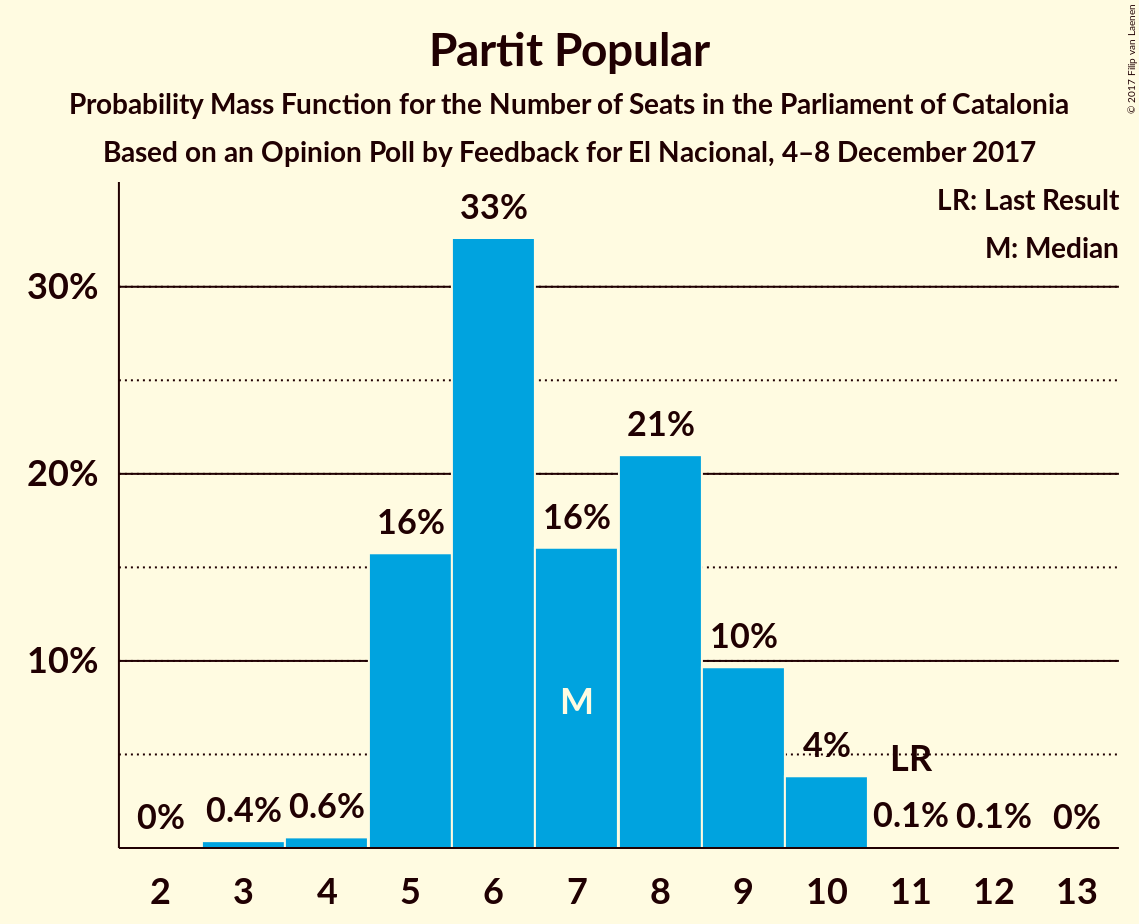 Partit Popular
Probability Mass Function for the Number of Seats in the Parliament of Catalonia
Based on an Opinion Poll by Feedback for El Nacional, 4–8 December 2017
© 2017 Filip van Laenen
LR: Last Result
M: Median
30%
20%
10%
0%
0.4%
0.6%
16%
33%
16%
M
21%
10%
4%
LR
0.1%
0.1%
0%
2 3 4 5 6 7 8 9 10 11 12 13